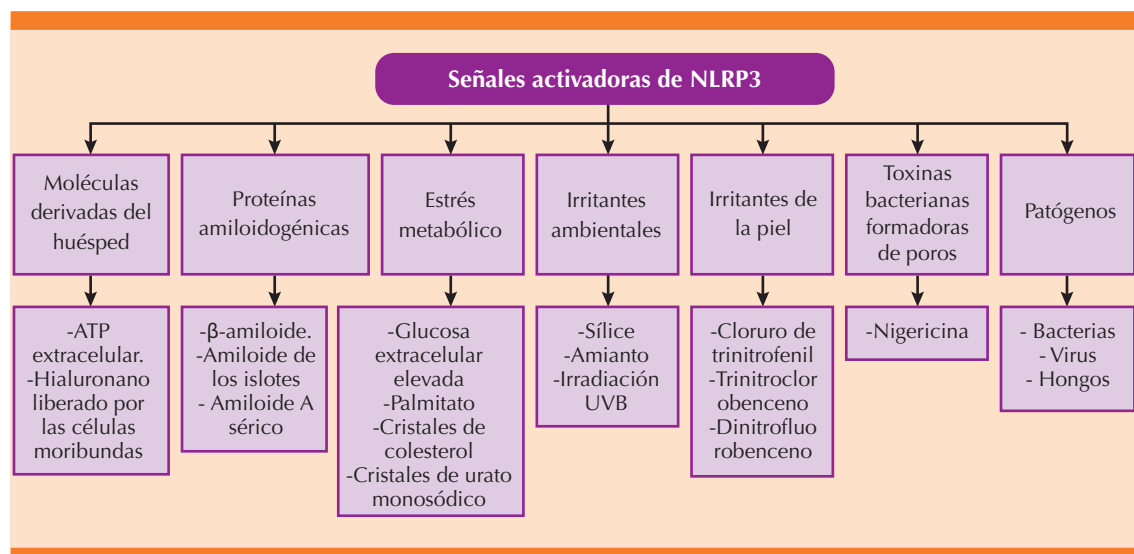 Señales activadoras de NLRP3
Moléculas
derivadas del
huésped
Proteínas
amiloidogénicas
Estrés
metabólico
Irritantes
ambientales
Irritantes de
la piel
Toxinas
bacterianas
formadoras
de poros
Patógenos
-ATP
extracelular.
-Hialuronano
liberado por
las células
moribundas
-β-amiloide.
-Amiloide de
los islotes
- Amiloide A
sérico
-Glucosa
extracelular
elevada
-Palmitato
-Cristales de
colesterol
-Cristales de urato
monosódico
-Sílice
-Amianto
-Irradiación
UVB
-Cloruro de
trinitrofenil
-Trinitroclor
obenceno
-Dinitrofluo
robenceno
-Nigericina
- Bacterias
- Virus
- Hongos